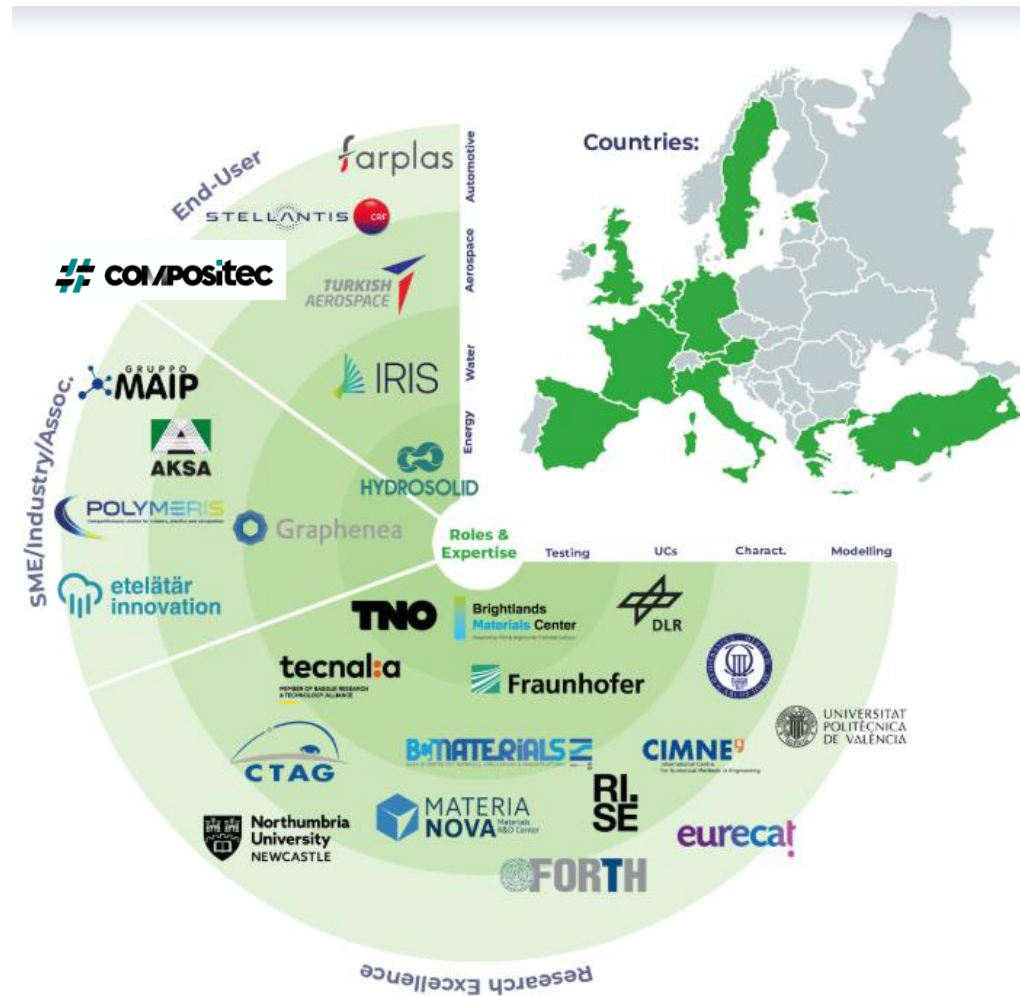 Countries:
End-User
farplas
Automotive
STELLANTIS
CRF
Aerospace
COMPOSITEC
TURKISH
AEROSPACE
Water
IRIS
GRUPPO
MAIP
SME/Industry/Assoc.
AKSA
Energy
HYDROSOLID
POLYMERIS
Graphenea
Roles &
Expertise
Testing
UCs
Charact.
Modelling
etelätär
innovation
TNO
Brightlands
Materials Center
DLR
tecnal:a
MEMBER OF BASQUE RESEARCH
& TECHNOLOGY ALLIANCE
Fraunhofer
UNIVERSITAT
POLITÈCNICA
DE VALÈNCIA
CTAG
BCMATERIALS
CIMNE
International Centre
for Numerical Methods in Engineering
Northumbria
University
NEWCASTLE
MATERIA
NOVA
Materials
R&D Center
RI.
SE
eurecat
FORTH
Research Excellence